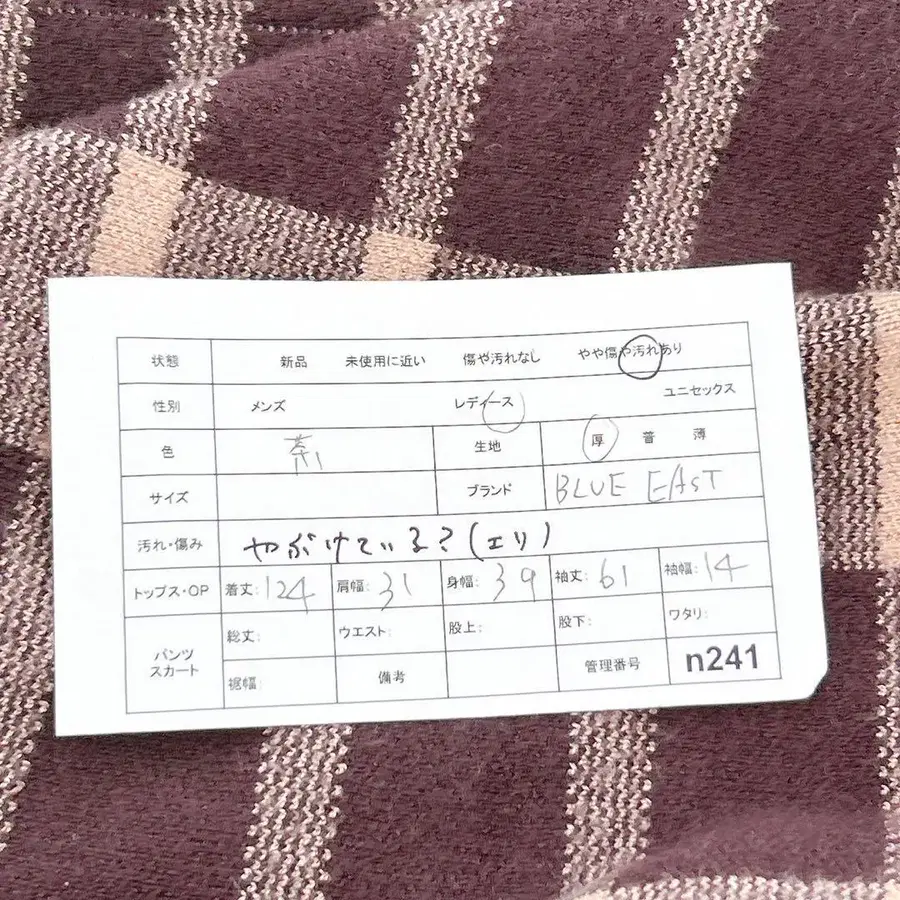 状態 新品 未使用に近い 傷や汚れなし やや傷や汚れあり
性別 メンズ レディース ユニセックス
色 茶 生地 厚 普 薄
サイズ ブランド BLUE EAST
汚れ・傷み やぶけている?(エリ)
トップス・OP 着丈:124 肩幅:31 身幅:39 袖丈:61 袖幅:14
パンツ スカート 総丈: ウエスト: 股上: 股下: ワタリ:
裾幅: 備考 管理番号 n241